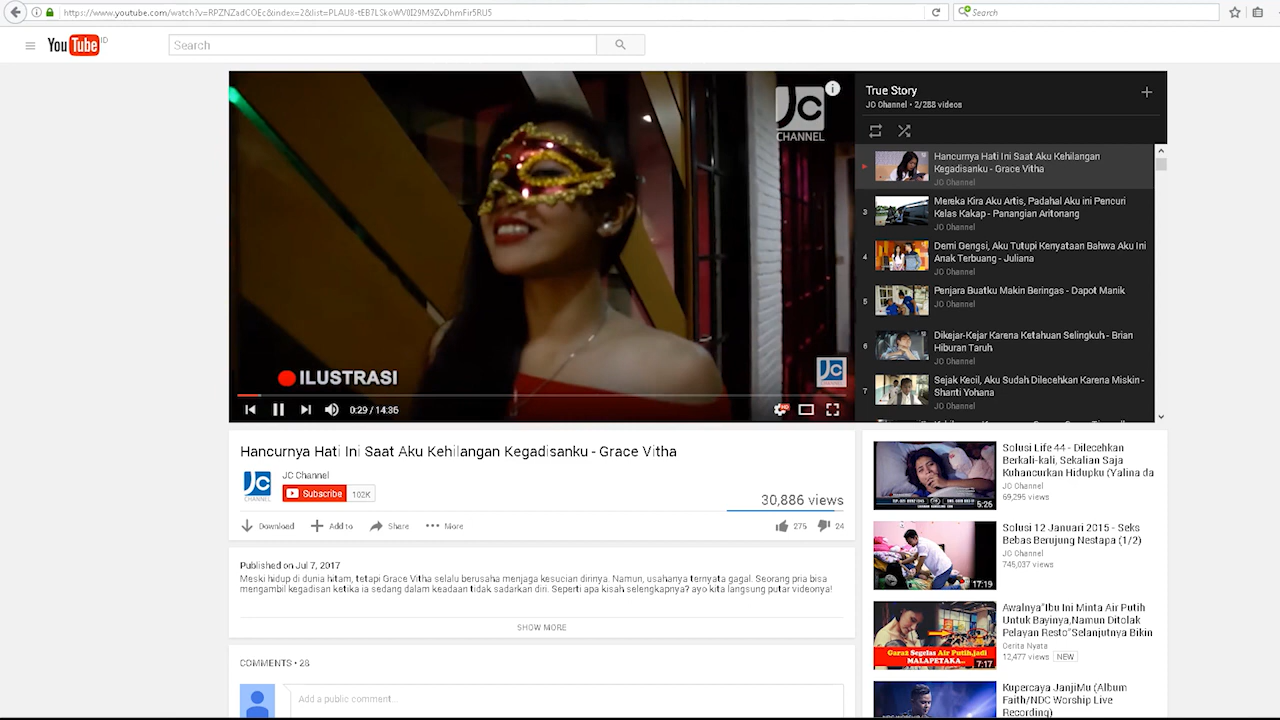 https://www.youtube.com/watch?v=RPZNZadCOEc&index=2&list=PLAU8-tEB7LSkoWV8I29M9ZvDhmFir5RU5
Search
YouTube ID
Search
JC
CHANNEL
ILUSTRASI
JC
CHANNEL
0:29 / 14:36
HD
True Story
JC Channel • 2/288 videos
Hancurnya Hati Ini Saat Aku Kehilangan
Kegadisanku - Grace Vitha
JC Channel
3
Mereka Kira Aku Artis, Padahal Aku ini Pencuri
Kelas Kakap - Panangian Aritonang
JC Channel
4
Demi Gengsi, Aku Tutupi Kenyataan Bahwa Aku Ini
Anak Terbuang - Juliana
JC Channel
5
Penjara Buatku Makin Beringas - Dapot Manik
JC Channel
6
Dikejar-Kejar Karena Ketahuan Selingkuh - Brian
Hiburan Taruh
JC Channel
7
Sejak Kecil, Aku Sudah Dilecehkan Karena Miskin -
Shanti Yohana
JC Channel
Hancurnya Hati Ini Saat Aku Kehilangan Kegadisanku - Grace Vitha
JC
CHANNEL
JC Channel
Subscribe 102K
30,886 views
Download Add to Share More
275 24
Published on Jul 7, 2017
Meski hidup di dunia hitam, tetapi Grace Vitha selalu berusaha menjaga kesucian dirinya. Namun, usahanya ternyata gagal. Seorang pria bisa
mengambil kegadisan ketika ia sedang dalam keadaan tidak sadarkan diri. Seperti apa kisah selengkapnya? ayo kita langsung putar videonya!
SHOW MORE
COMMENTS • 28
Add a public comment...
Solusi Life 44 - Dilecehkan
Berkali-kali, Sekalian Saja
Kuhancurkan Hidupku (Yalina da
JC Channel
69,295 views
5:26
Solusi 12 Januari 2015 - Seks
Bebas Berujung Nestapa (1/2)
JC Channel
745,037 views
17:19
Awalnya"Ibu Ini Minta Air Putih
Untuk Bayinya,Namun Ditolak
Pelayan Resto"Selanjutnya Bikin
Cerita Nyata
12,477 views NEW
Gara2 Segelas Air Putih,jadi
MALAPETAKA...
7:17
Kupercaya JanjiMu (Album
Faith/NDC Worship Live
Recording)